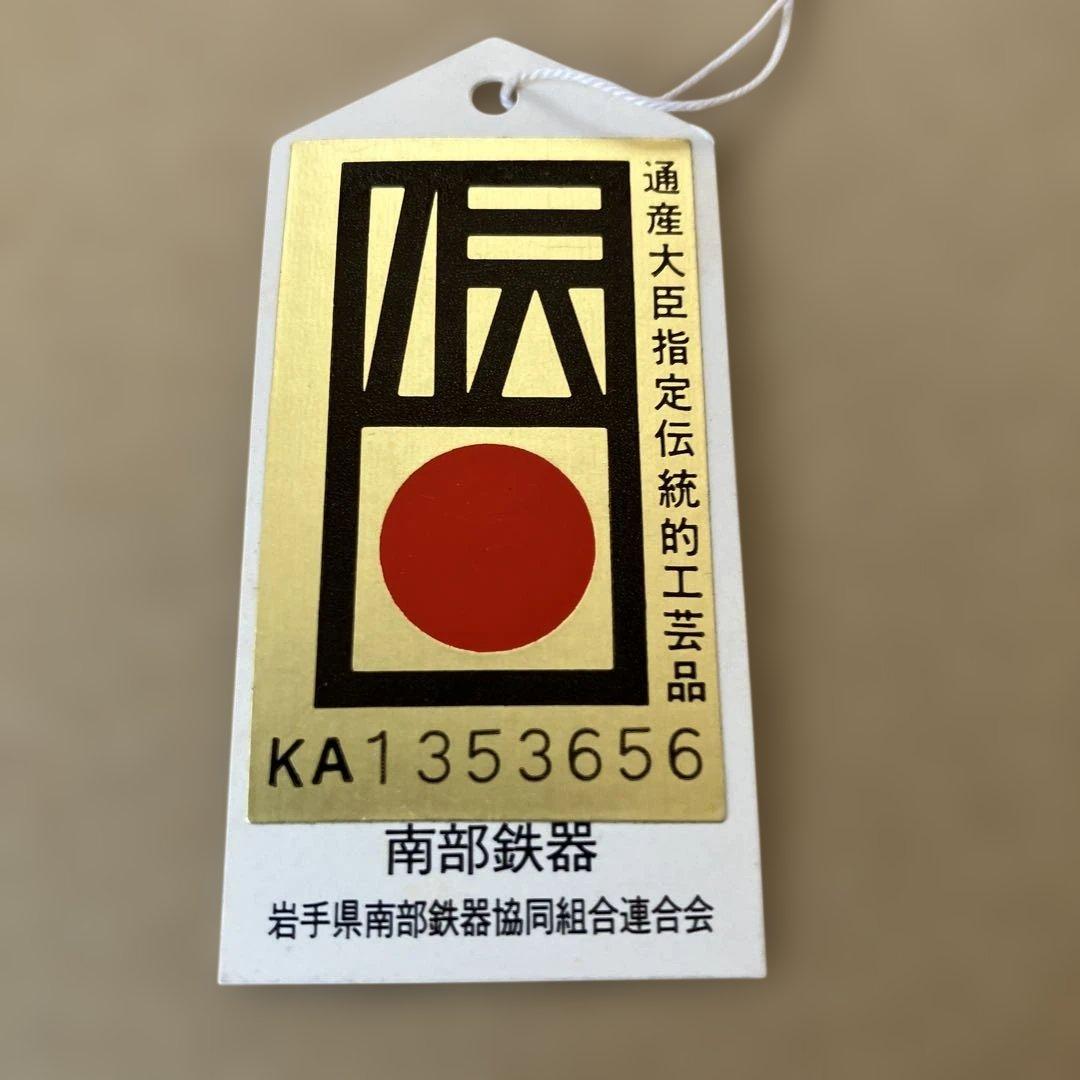 伝
通産大臣指定伝統的工芸品
KA1353656
南部鉄器
岩手県南部鉄器協同組合連合会